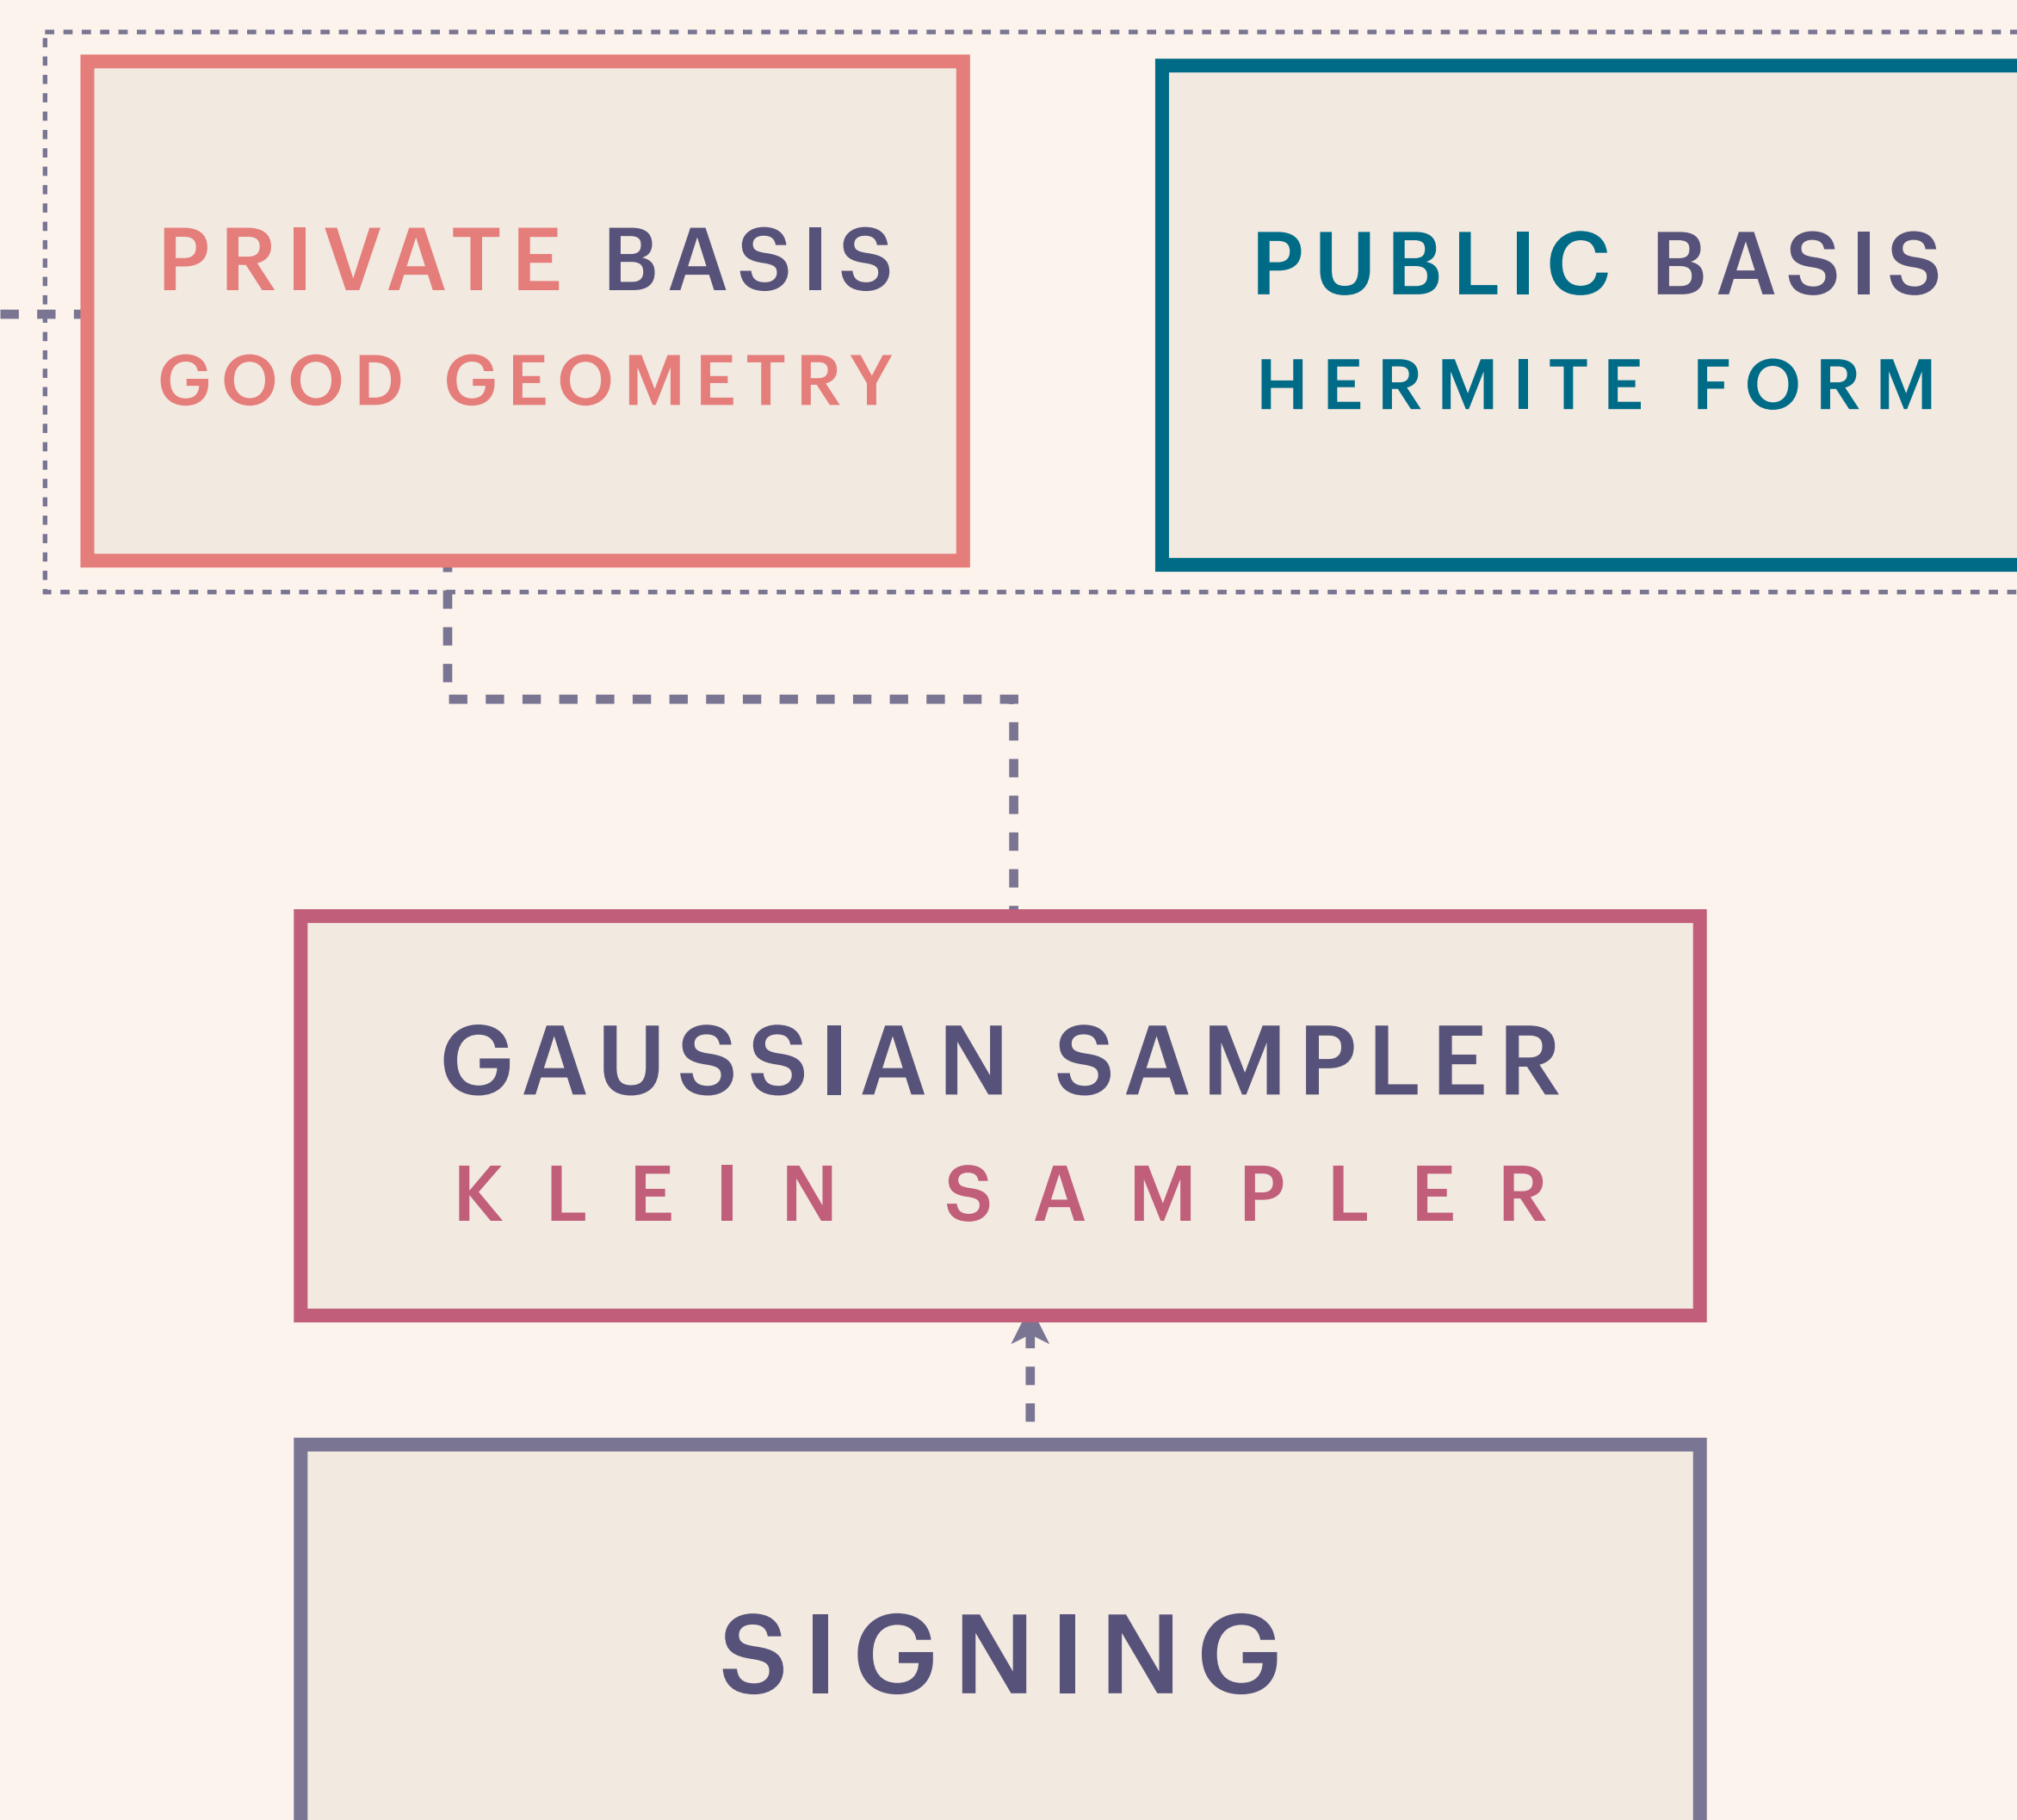 PRIVATE BASIS
GOOD GEOMETRY
PUBLIC BASIS
HERMITE FORM
GAUSSIAN SAMPLER
KLEIN SAMPLER
SIGNING